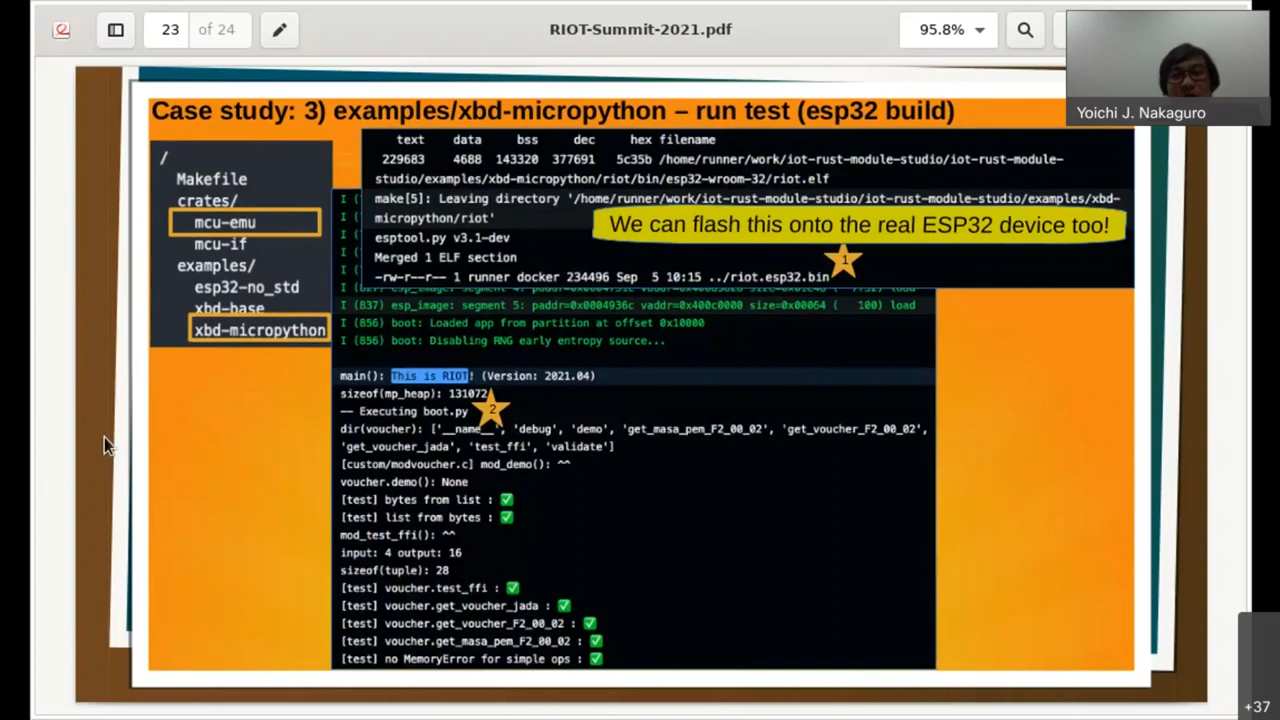 23 of 24
RIOT-Summit-2021.pdf
95.8%
Yoichi J. Nakaguro
Case study: 3) examples/xbd-micropython – run test (esp32 build)
/
Makefile
crates/
mcu-emu
mcu-if
examples/
esp32-no_std
xbd-base
xbd-micropython
text data bss dec hex filename
229683 4688 143320 377691 5c35b /home/runner/work/iot-rust-module-studio/iot-rust-module-
studio/examples/xbd-micropython/riot/bin/esp32-wroom-32/riot.elf
make[5]: Leaving directory '/home/runner/work/iot-rust-module-studio/iot-rust-module-studio/examples/xbd-
micropython/riot'
We can flash this onto the real ESP32 device too!
esptool.py v3.1-dev
Merged 1 ELF section
-rw-r--r-- 1 runner docker 234496 Sep 5 10:15 ../riot.esp32.bin
1
I (837) esp_image: segment 5: paddr=0x0004936c vaddr=0x400c0000 size=0x00064 ( 100) load
I (856) boot: Loaded app from partition at offset 0x10000
I (856) boot: Disabling RNG early entropy source...
main(): This is RIOT! (Version: 2021.04)
sizeof(mp_heap): 131072
-- Executing boot.py
2
dir(voucher): ['__name__', 'debug', 'demo', 'get_masa_pem_F2_00_02', 'get_voucher_F2_00_02',
'get_voucher_jada', 'test_ffi', 'validate']
[custom/modvoucher.c] mod_demo(): ^^
voucher.demo(): None
[test] bytes from list : ✅
[test] list from bytes : ✅
mod_test_ffi(): ^^
input: 4 output: 16
sizeof(tuple): 28
[test] voucher.test_ffi : ✅
[test] voucher.get_voucher_jada : ✅
[test] voucher.get_voucher_F2_00_02 : ✅
[test] voucher.get_masa_pem_F2_00_02 : ✅
[test] no MemoryError for simple ops : ✅
+37